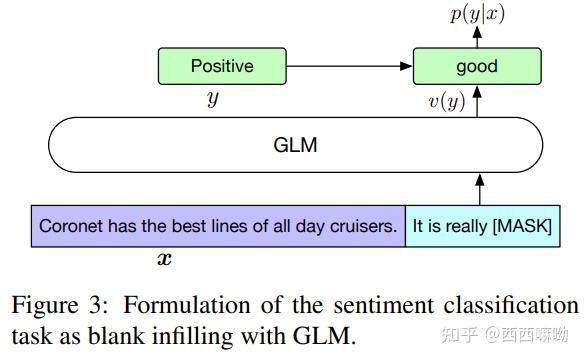 p(y|x)
Positive
good
y
v(y)
GLM
Coronet has the best lines of all day cruisers.
It is really [MASK]
x
Figure 3: Formulation of the sentiment classification
task as blank infilling with GLM.
知乎 @西西嘛呦